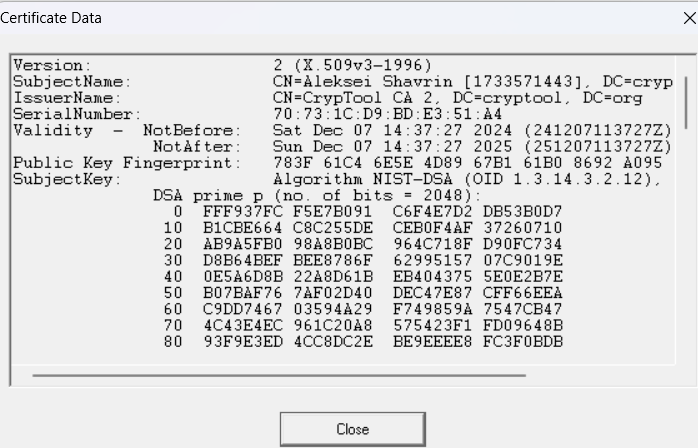 Certificate Data
Version: 2 (X.509v3-1996)
SubjectName: CN=Aleksei Shavrin [1733571443], DC=cryp
IssuerName: CN=CrypTool CA 2, DC=cryptool, DC=org
SerialNumber: 70:73:1C:D9:BD:E3:51:A4
Validity - NotBefore: Sat Dec 07 14:37:27 2024 (241207113727Z)
NotAfter: Sun Dec 07 14:37:27 2025 (251207113727Z)
Public Key Fingerprint: 783F 61C4 6E5E 4D89 67B1 61B0 8692 A095
SubjectKey: Algorithm NIST-DSA (OID 1.3.14.3.2.12),
DSA prime p (no. of bits = 2048):
0 FFF937FC F5E7B091 C6F4E7D2 DB53B0D7
10 B1CBE664 C8C255DE CEB0F4AF 37260710
20 AB9A5FB0 98A8B0BC 964C718F D90FC734
30 D8B64BEF BEE8786F 62995157 07C9019E
40 0E5A6D8B 22A8D61B EB404375 5E0E2B7E
50 B07BAF76 7AF02D40 DEC47E87 CFF66EEA
60 C9DD7467 03594A29 F749859A 7547CB47
70 4C43E4EC 961C20A8 575423F1 FD09648B
80 93F9E3ED 4CC8DC2E BE9EEEE8 FC3F0BDB
Close